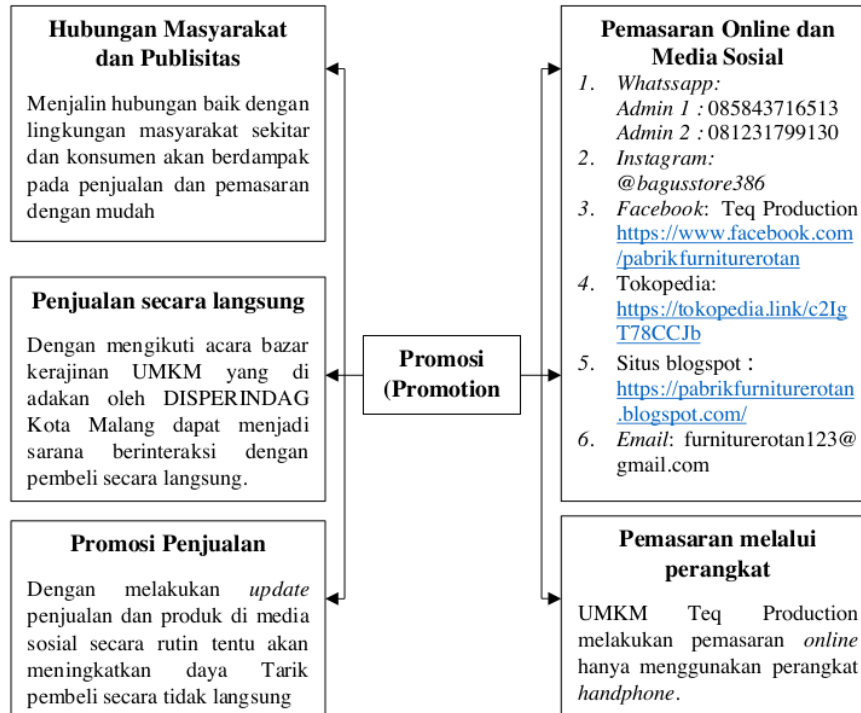 Hubungan Masyarakat
dan Publisitas
Menjalin hubungan baik dengan
lingkungan masyarakat sekitar
dan konsumen akan berdampak
pada penjualan dan pemasaran
dengan mudah
Penjualan secara langsung
Dengan mengikuti acara bazar
kerajinan UMKM yang di
adakan oleh DISPERINDAG
Kota Malang dapat menjadi
sarana berinteraksi dengan
pembeli secara langsung.
Promosi Penjualan
Dengan melakukan update
penjualan dan produk di media
sosial secara rutin tentu akan
meningkatkan daya Tarik
pembeli secara tidak langsung
Promosi
(Promotion
Pemasaran Online dan
Media Sosial
1. Whatssapp:
Admin 1 : 085843716513
Admin 2 : 081231799130
2. Instagram:
@bagusstore386
3. Facebook: Teq Production
https://www.facebook.com
/pabrikfurniturerotan
4. Tokopedia:
https://tokopedia.link/c2Ig
T78CCJb
5. Situs blogspot :
https://pabrikfurniturerotan
.blogspot.com/
6. Email: furniturerotan123@
gmail.com
Pemasaran melalui
perangkat
UMKM Teq Production
melakukan pemasaran online
hanya menggunakan perangkat
handphone.